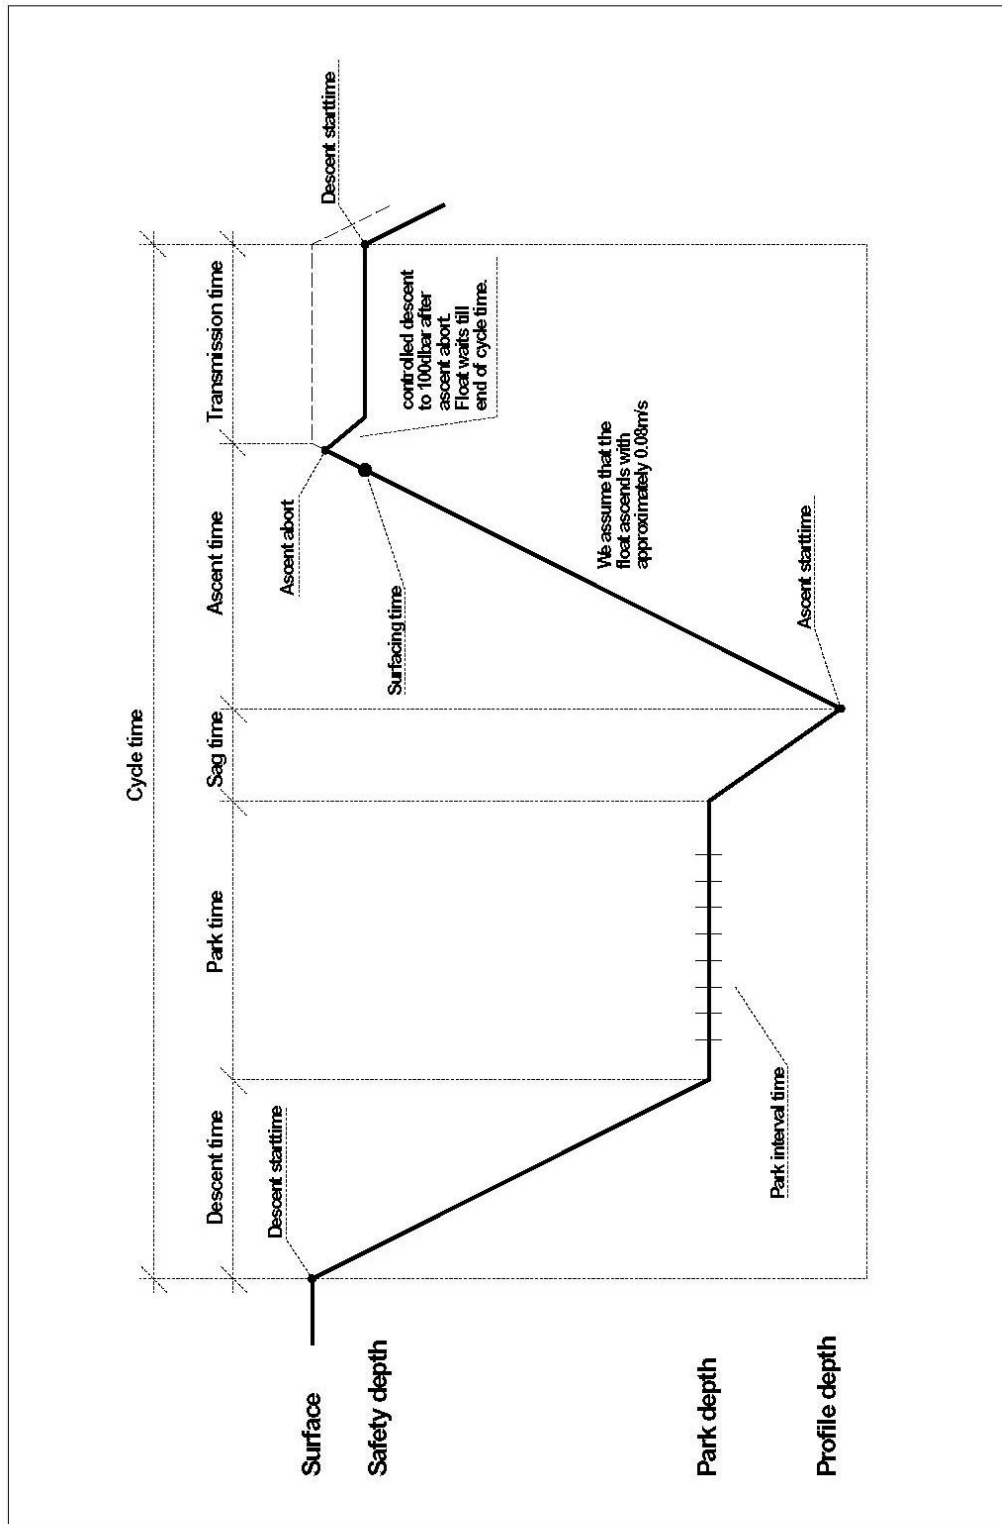 Cycle time
Descent time
Park time
Sag time
Ascent time
Transmission time
Descent starttime
Ascent abort
Descent starttime
Surface
Safety depth
Surfacing time
controlled descent
to 100dbar after
ascent abort.
Float waits till
end of cycle time.
We assume that the
float ascends with
approximately 0.08m/s
Park depth
Park interval time
Ascent starttime
Profile depth